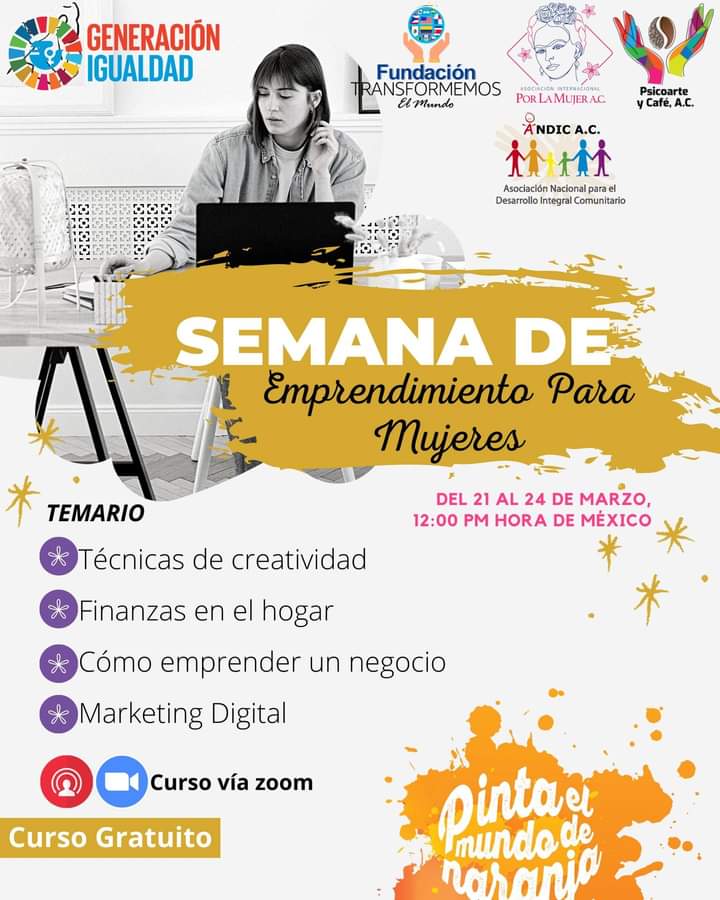 GENERACIÓN
IGUALDAD
Fundación
TRANSFORMEMOS
El Mundo
ASOCIACIÓN INTERNACIONAL
POR LA MUJER A.C.
Psicoarte
y Café, A.C.
ANDIC A.C.
Asociación Nacional para el
Desarrollo Integral Comunitario
SEMANA DE
Emprendimiento Para
Mujeres
DEL 21 AL 24 DE MARZO,
12:00 PM HORA DE MÉXICO
TEMARIO
Técnicas de creatividad
Finanzas en el hogar
Cómo emprender un negocio
Marketing Digital
Curso vía zoom
Curso Gratuito
Pinta el
mundo de
naranja